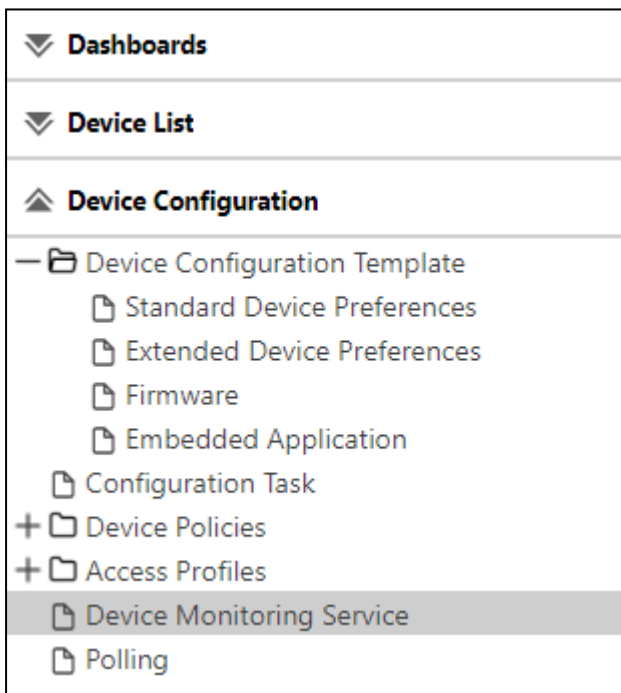 Dashboards
Device List
Device Configuration
Device Configuration Template
Standard Device Preferences
Extended Device Preferences
Firmware
Embedded Application
Configuration Task
Device Policies
Access Profiles
Device Monitoring Service
Polling